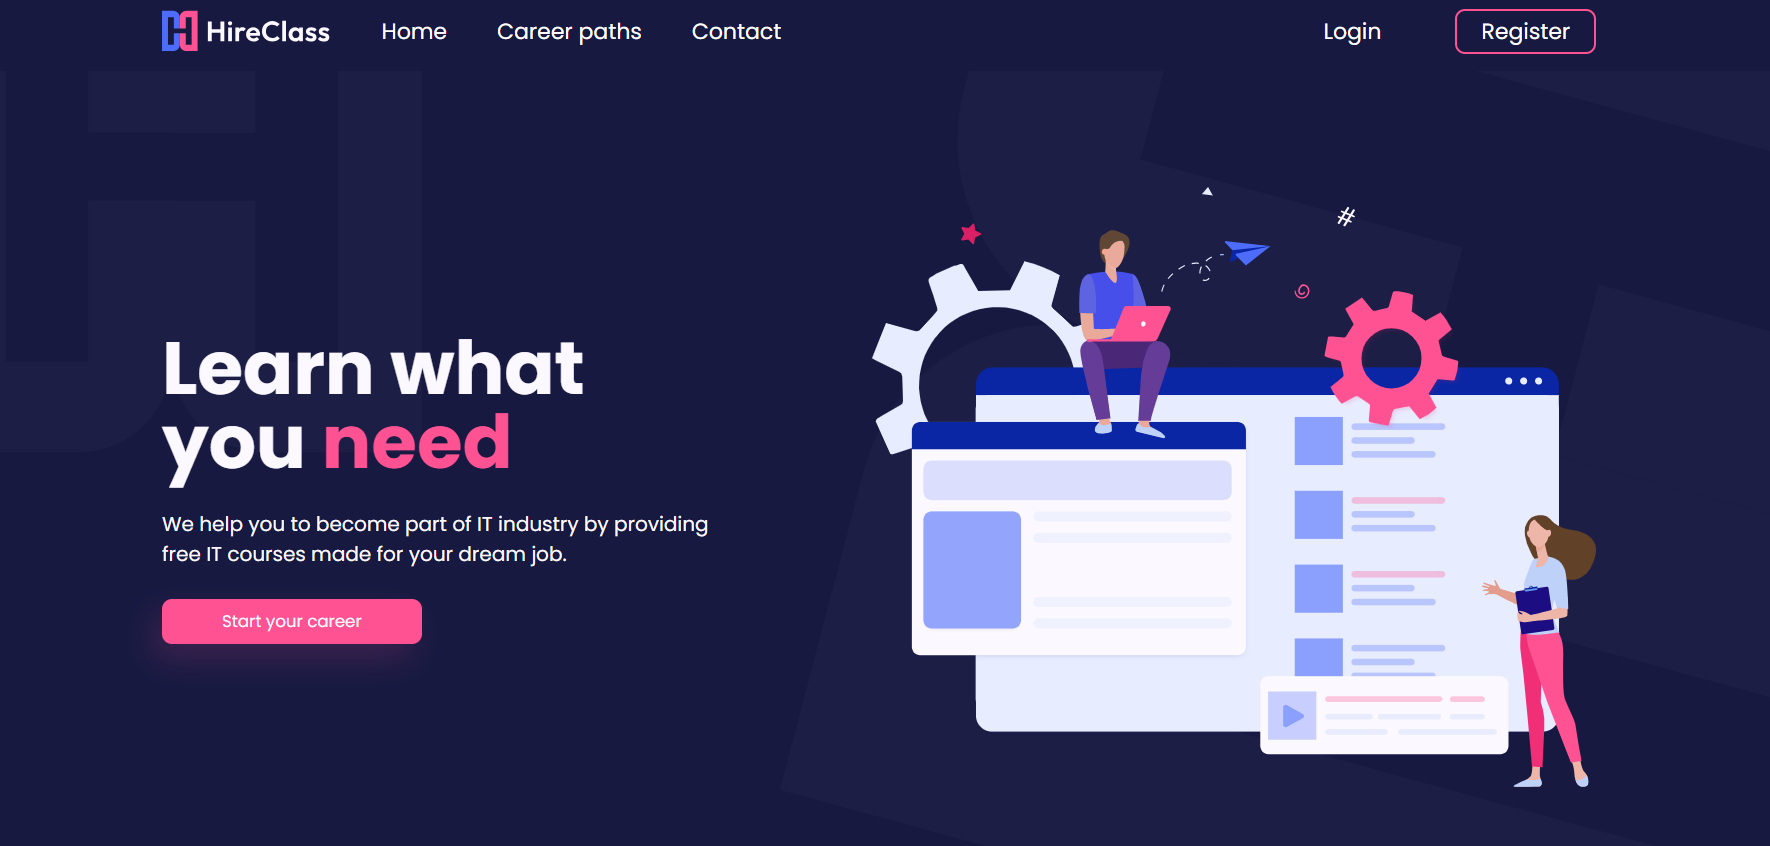 HireClass
Home
Career paths
Contact
Login
Register
Learn what
you need
We help you to become part of IT industry by providing
free IT courses made for your dream job.
Start your career
#